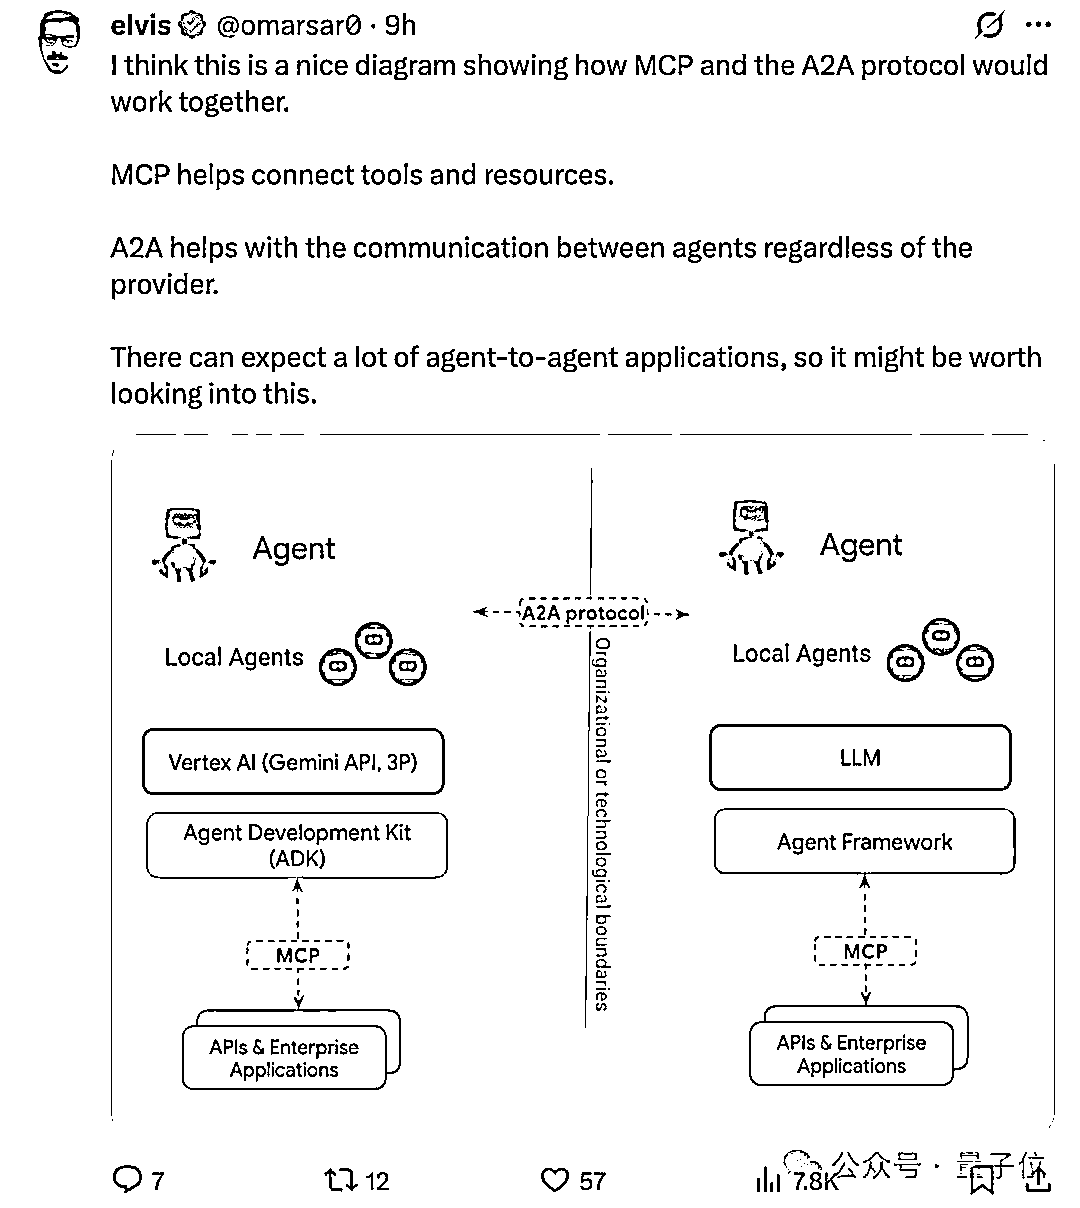 elvis @omarsar0 · 9h
I think this is a nice diagram showing how MCP and the A2A protocol would
work together.
MCP helps connect tools and resources.
A2A helps with the communication between agents regardless of the
provider.
There can expect a lot of agent-to-agent applications, so it might be worth
looking into this.
Agent
Local Agents
Vertex AI (Gemini API, 3P)
Agent Development Kit
(ADK)
MCP
APIs & Enterprise
Applications
A2A protocol
Organizational or technological boundaries
Agent
Local Agents
LLM
Agent Framework
MCP
APIs & Enterprise
Applications
7 12 57 7.8K
公众号 · 量子位